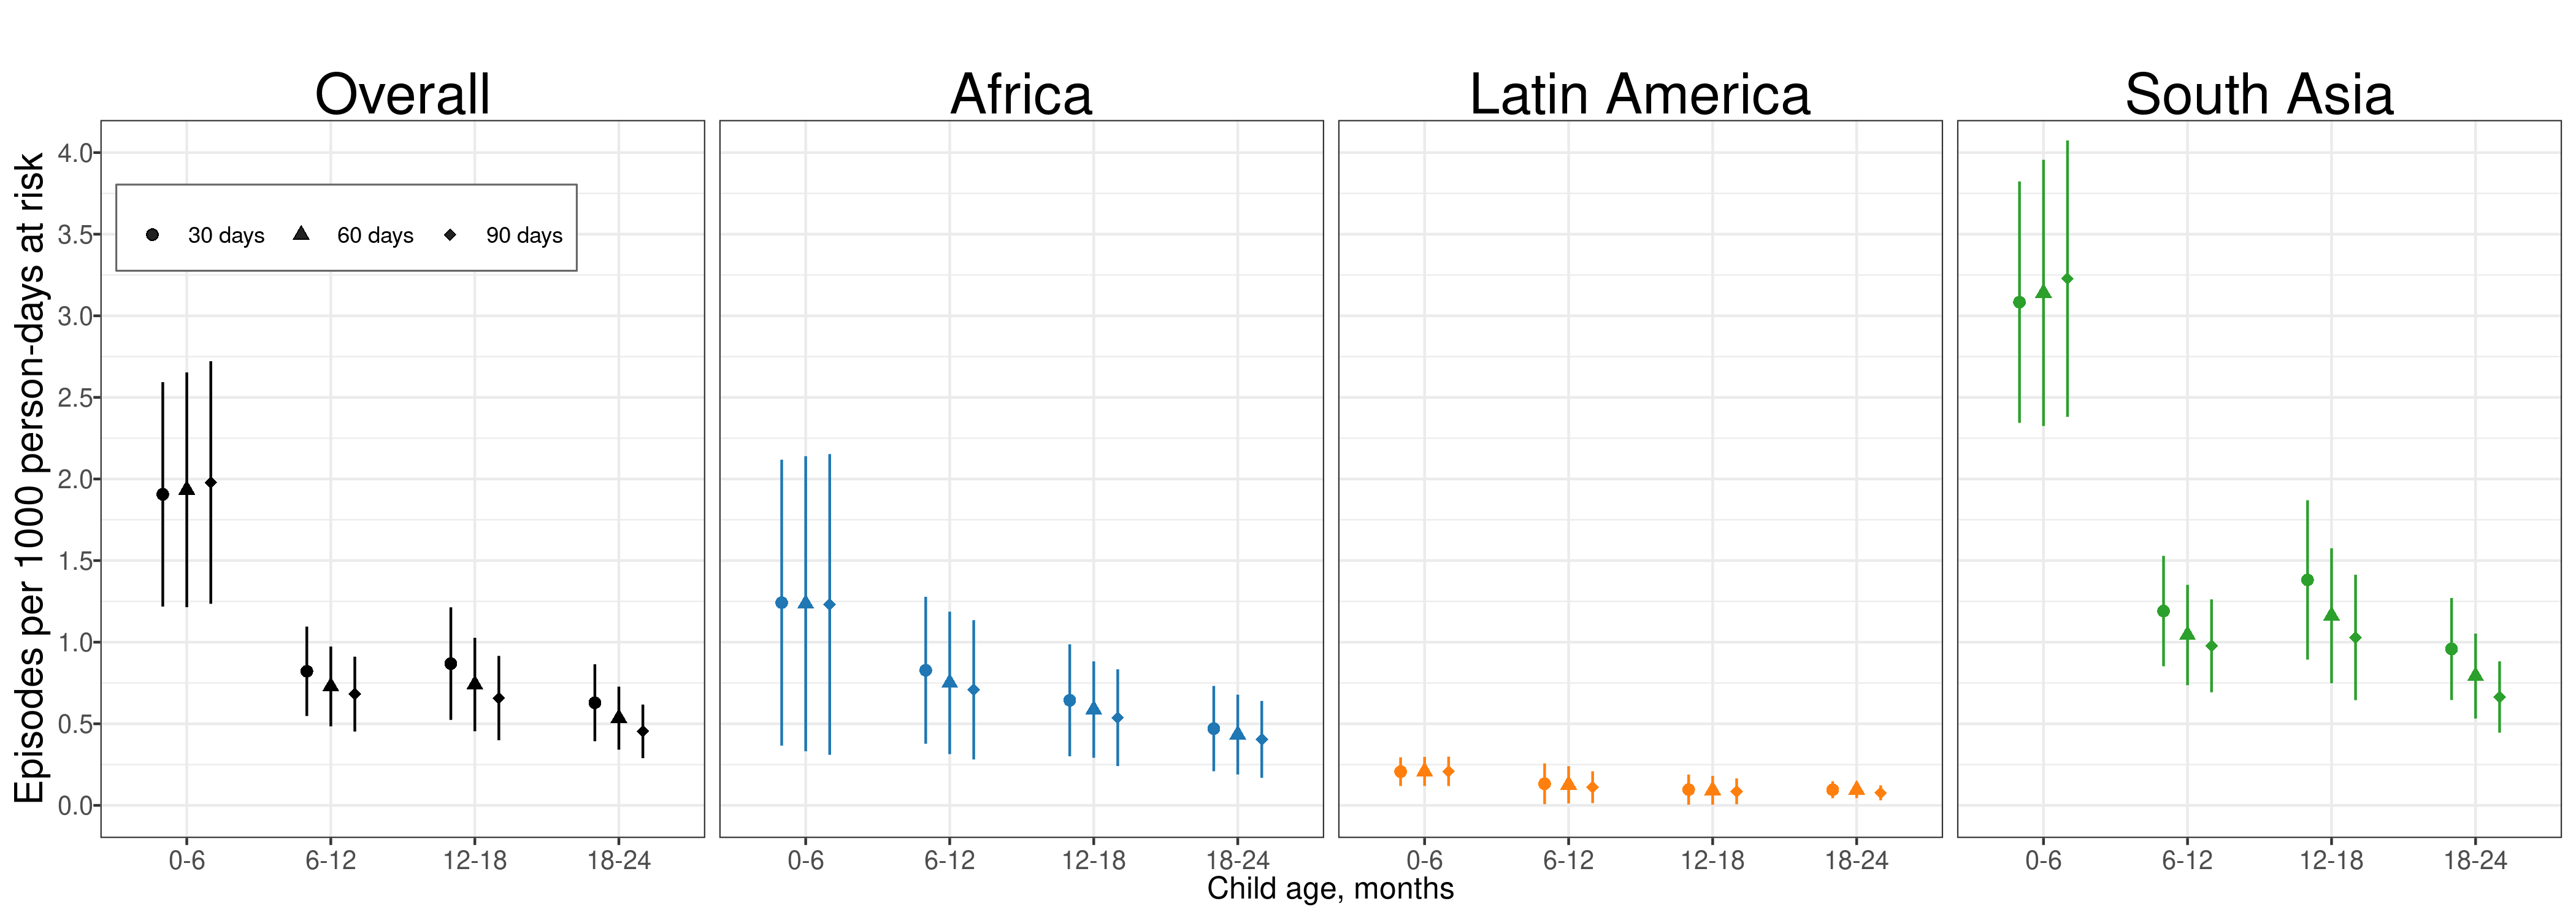 Overall Africa Latin America South Asia
Episodes per 1000 person-days at risk
4.0
3.5
3.0
2.5
2.0
1.5
1.0
0.5
0.0
30 days 60 days 90 days
0-6 6-12 12-18 18-24 0-6 6-12 12-18 18-24 0-6 6-12 12-18 18-24 0-6 6-12 12-18 18-24
Child age, months